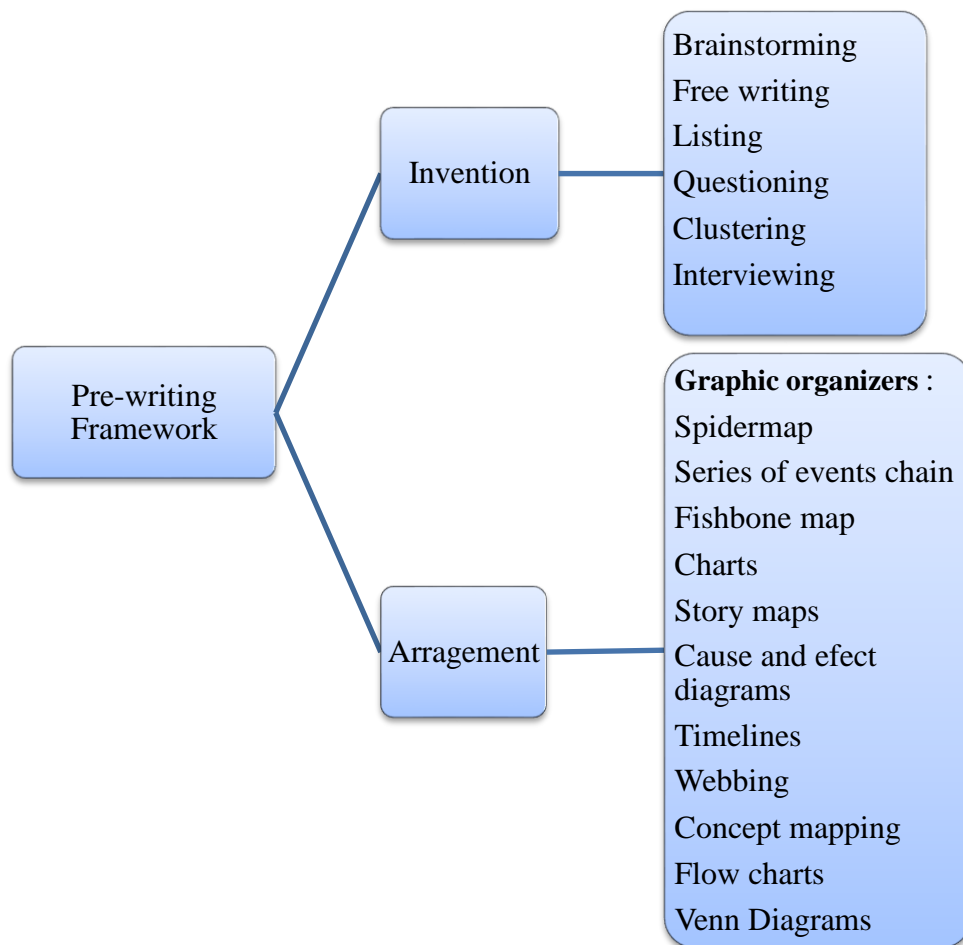 Pre-writing
Framework
Invention
Brainstorming
Free writing
Listing
Questioning
Clustering
Interviewing
Arragement
Graphic organizers :
Spidermap
Series of events chain
Fishbone map
Charts
Story maps
Cause and efect
diagrams
Timelines
Webbing
Concept mapping
Flow charts
Venn Diagrams